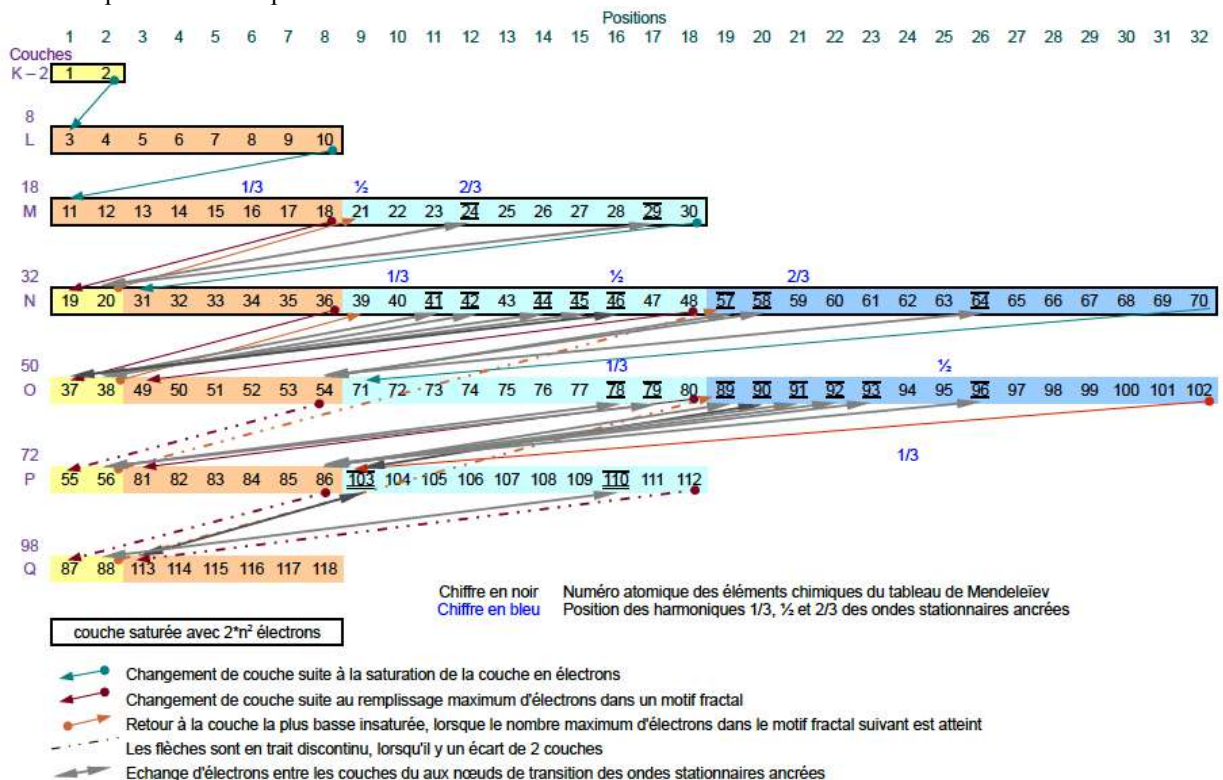 Positions
1 2 3 4 5 6 7 8 9 10 11 12 13 14 15 16 17 18 19 20 21 22 23 24 25 26 27 28 29 30 31 32
Couches
K – 2 1 2
8
L 3 4 5 6 7 8 9 10
18 1/3 ½ 2/3
M 11 12 13 14 15 16 17 18 21 22 23 24 25 26 27 28 29 30
32 1/3 ½ 2/3
N 19 20 31 32 33 34 35 36 39 40 41 42 43 44 45 46 47 48 57 58 59 60 61 62 63 64 65 66 67 68 69 70
50 1/3 ½
O 37 38 49 50 51 52 53 54 71 72 73 74 75 76 77 78 79 80 89 90 91 92 93 94 95 96 97 98 99 100 101 102
72 1/3
P 55 56 81 82 83 84 85 86 103 104 105 106 107 108 109 110 111 112
98
Q 87 88 113 114 115 116 117 118
Chiffre en noir Numéro atomique des éléments chimiques du tableau de Mendeleïev
Chiffre en bleu Position des harmoniques 1/3, ½ et 2/3 des ondes stationnaires ancrées
couche saturée avec 2*n² électrons
Changement de couche suite à la saturation de la couche en électrons
Changement de couche suite au remplissage maximum d'électrons dans un motif fractal
Retour à la couche la plus basse insaturée, lorsque le nombre maximum d'électrons dans le motif fractal suivant est atteint
Les flèches sont en trait discontinu, lorsqu'il y un écart de 2 couches
Echange d'électrons entre les couches du aux nœuds de transition des ondes stationnaires ancrées